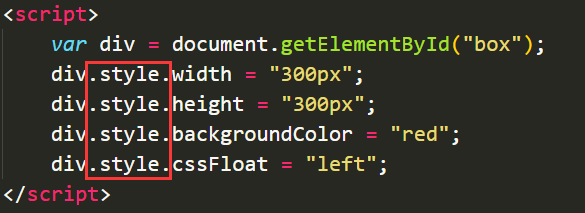 <script>
var div = document.getElementById("box");
div.style.width = "300px";
div.style.height = "300px";
div.style.backgroundColor = "red";
div.style.cssFloat = "left";
</script>